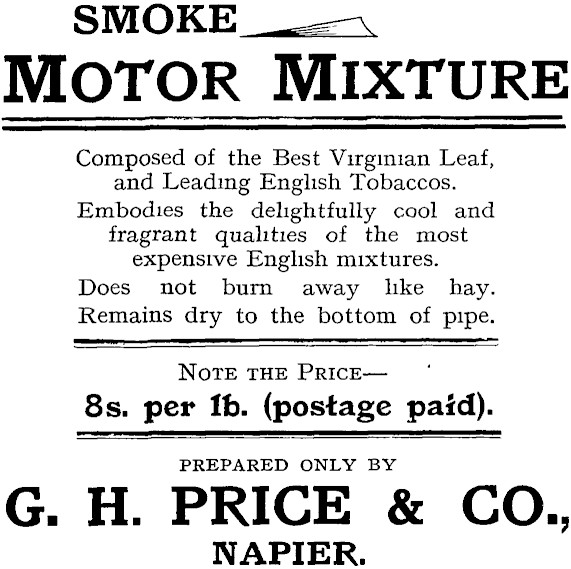 SMOKE
MOTOR MIXTURE
Composed of the Best Virginian Leaf,
and Leading English Tobaccos.
Embodies the delightfully cool and
fragrant qualities of the most
expensive English mixtures.
Does not burn away like hay.
Remains dry to the bottom of pipe.
NOTE THE PRICE—
8s. per lb. (postage paid).
PREPARED ONLY BY
G. H. PRICE & CO.,
NAPIER.